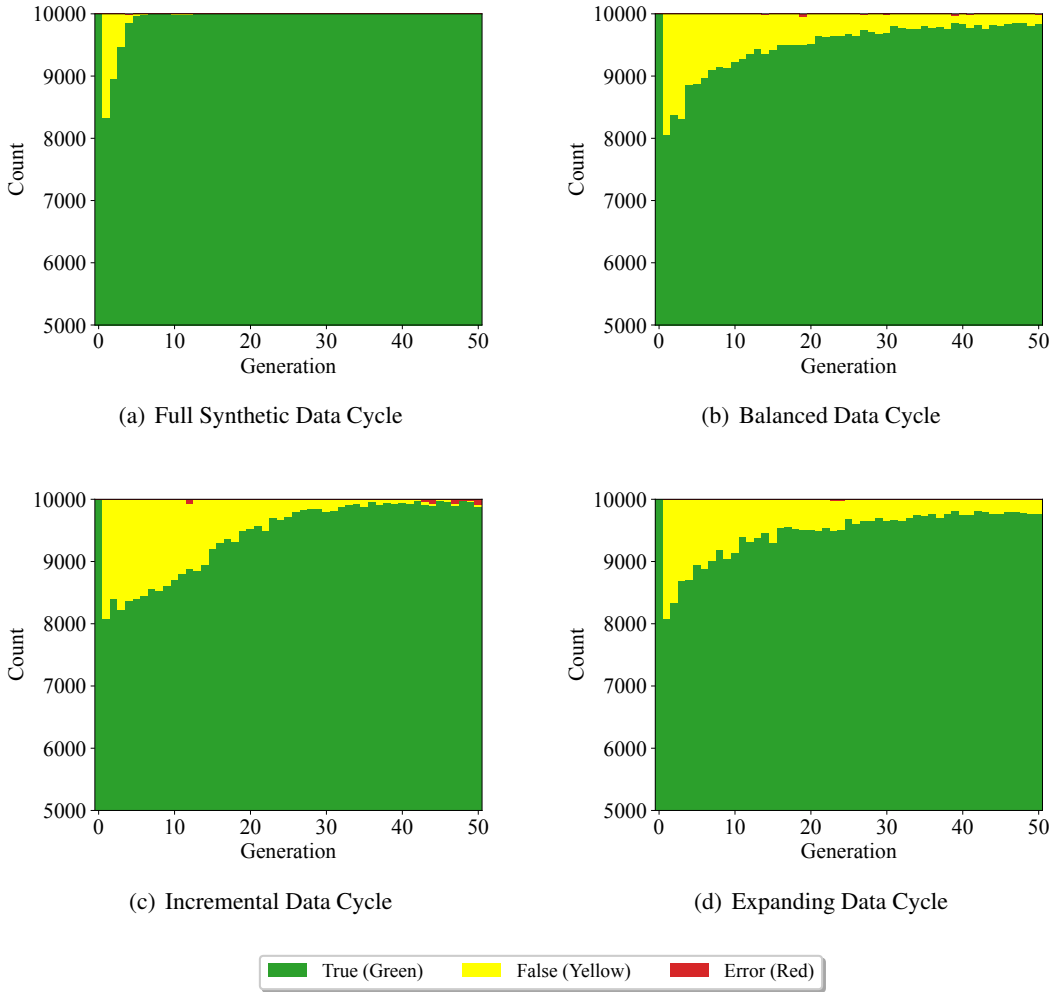 10000
9000
8000
7000
6000
5000
Count
0 10 20 30 40 50
Generation
(a) Full Synthetic Data Cycle
10000
9000
8000
7000
6000
5000
Count
0 10 20 30 40 50
Generation
(b) Balanced Data Cycle
10000
9000
8000
7000
6000
5000
Count
0 10 20 30 40 50
Generation
(c) Incremental Data Cycle
10000
9000
8000
7000
6000
5000
Count
0 10 20 30 40 50
Generation
(d) Expanding Data Cycle
True (Green) False (Yellow) Error (Red)